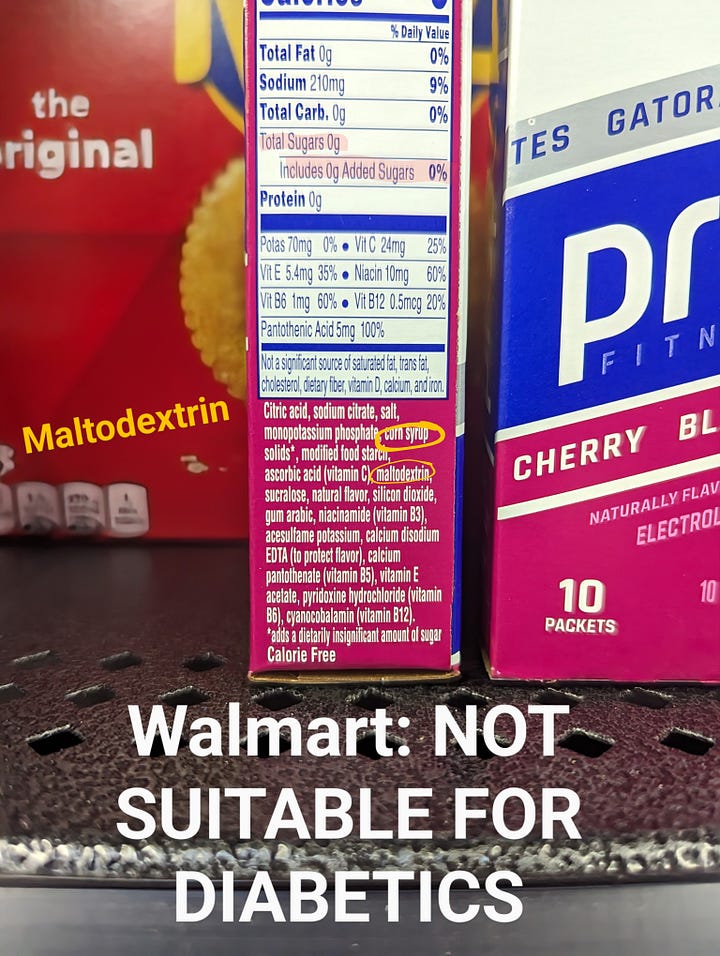 the
original
Maltodextrin
Calories 0
% Daily Value
Total Fat 0g 0%
Sodium 210mg 9%
Total Carb. 0g 0%
Total Sugars 0g
Includes 0g Added Sugars 0%
Protein 0g
Potas 70mg 0% • Vit C 24mg 25%
Vit E 5.4mg 35% • Niacin 10mg 60%
Vit B6 1mg 60% • Vit B12 0.5mcg 20%
Pantothenic Acid 5mg 100%
Not a significant source of saturated fat, trans fat,
cholesterol, dietary fiber, vitamin D, calcium, and iron.
Citric acid, sodium citrate, salt,
monopotassium phosphate, corn syrup
solids*, modified food starch,
ascorbic acid (vitamin C), maltodextrin,
sucralose, natural flavor, silicon dioxide,
gum arabic, niacinamide (vitamin B3),
acesulfame potassium, calcium disodium
EDTA (to protect flavor), calcium
pantothenate (vitamin B5), vitamin E
acetate, pyridoxine hydrochloride (vitamin
B6), cyanocobalamin (vitamin B12).
*adds a dietarily insignificant amount of sugar
Calorie Free
TES GATOR
pr
FITN
CHERRY BL
NATURALLY FLAV
ELECTROL
10
PACKETS
10
Walmart: NOT
SUITABLE FOR
DIABETICS